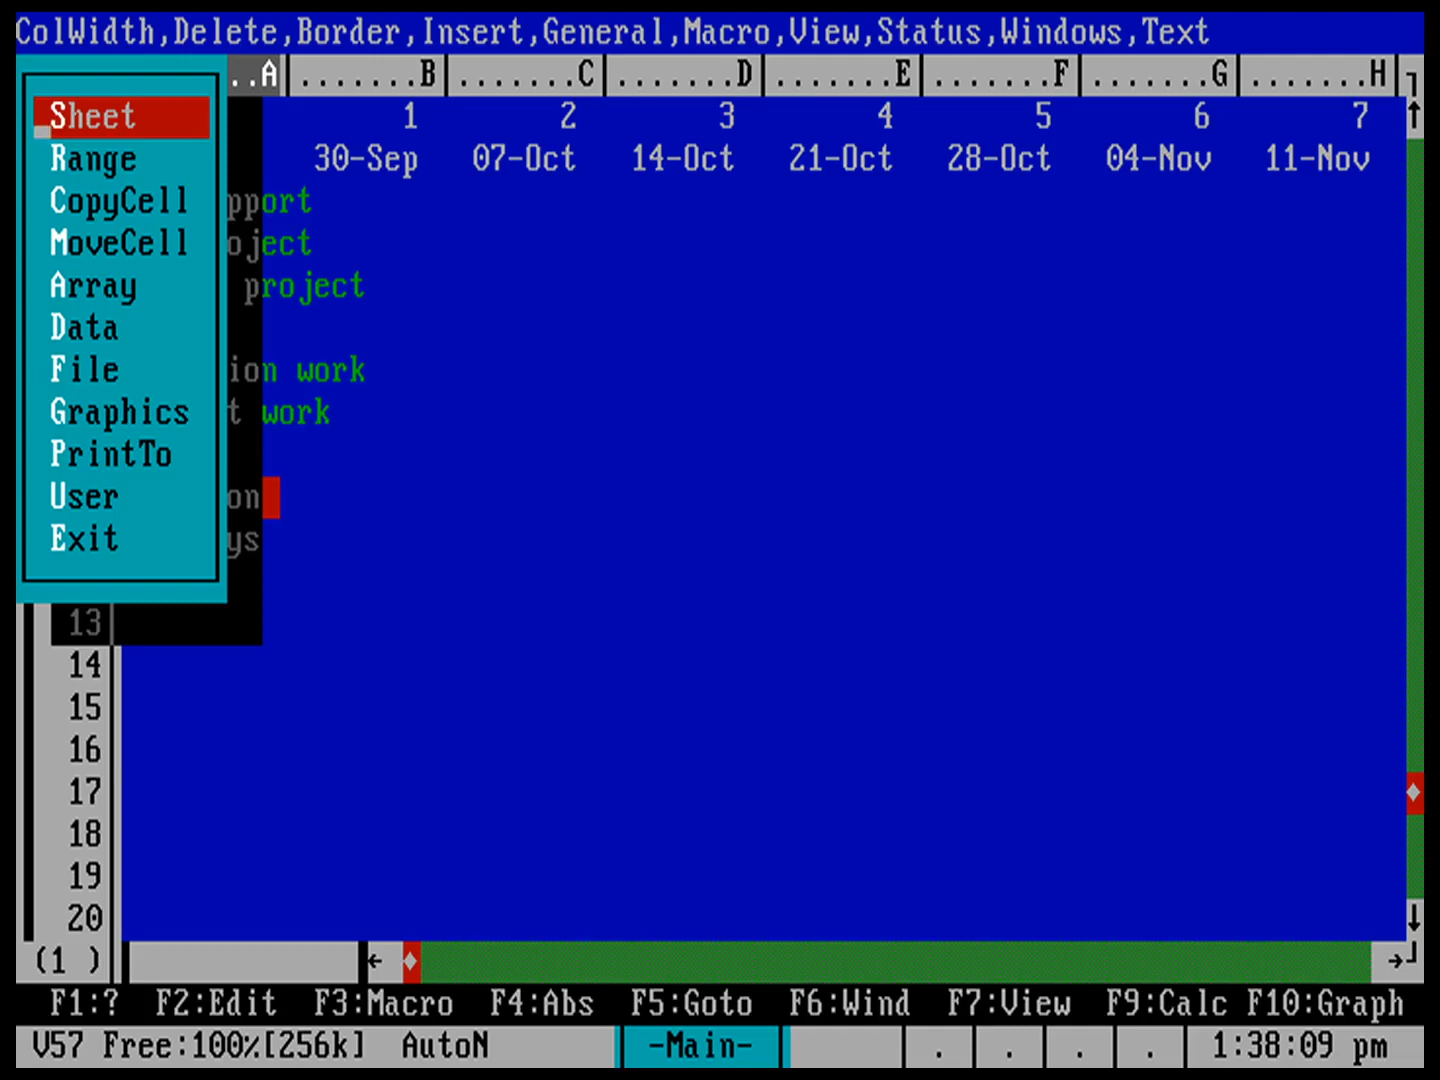 ColWidth,Delete,Border,Insert,General,Macro,View,Status,Windows,Text
..A .......B .......C .......D .......E .......F .......G .......H
Sheet 1 2 3 4 5 6 7
Range 30-Sep 07-Oct 14-Oct 21-Oct 28-Oct 04-Nov 11-Nov
CopyCell pport
MoveCell oject
Array project
Data
File ion work
Graphics t work
PrintTo
User on
Exit ys
13
14
15
16
17
18
19
20
(1 )
F1:? F2:Edit F3:Macro F4:Abs F5:Goto F6:Wind F7:View F9:Calc F10:Graph
V57 Free:100%[256k] AutoN -Main- . . . . 1:38:09 pm